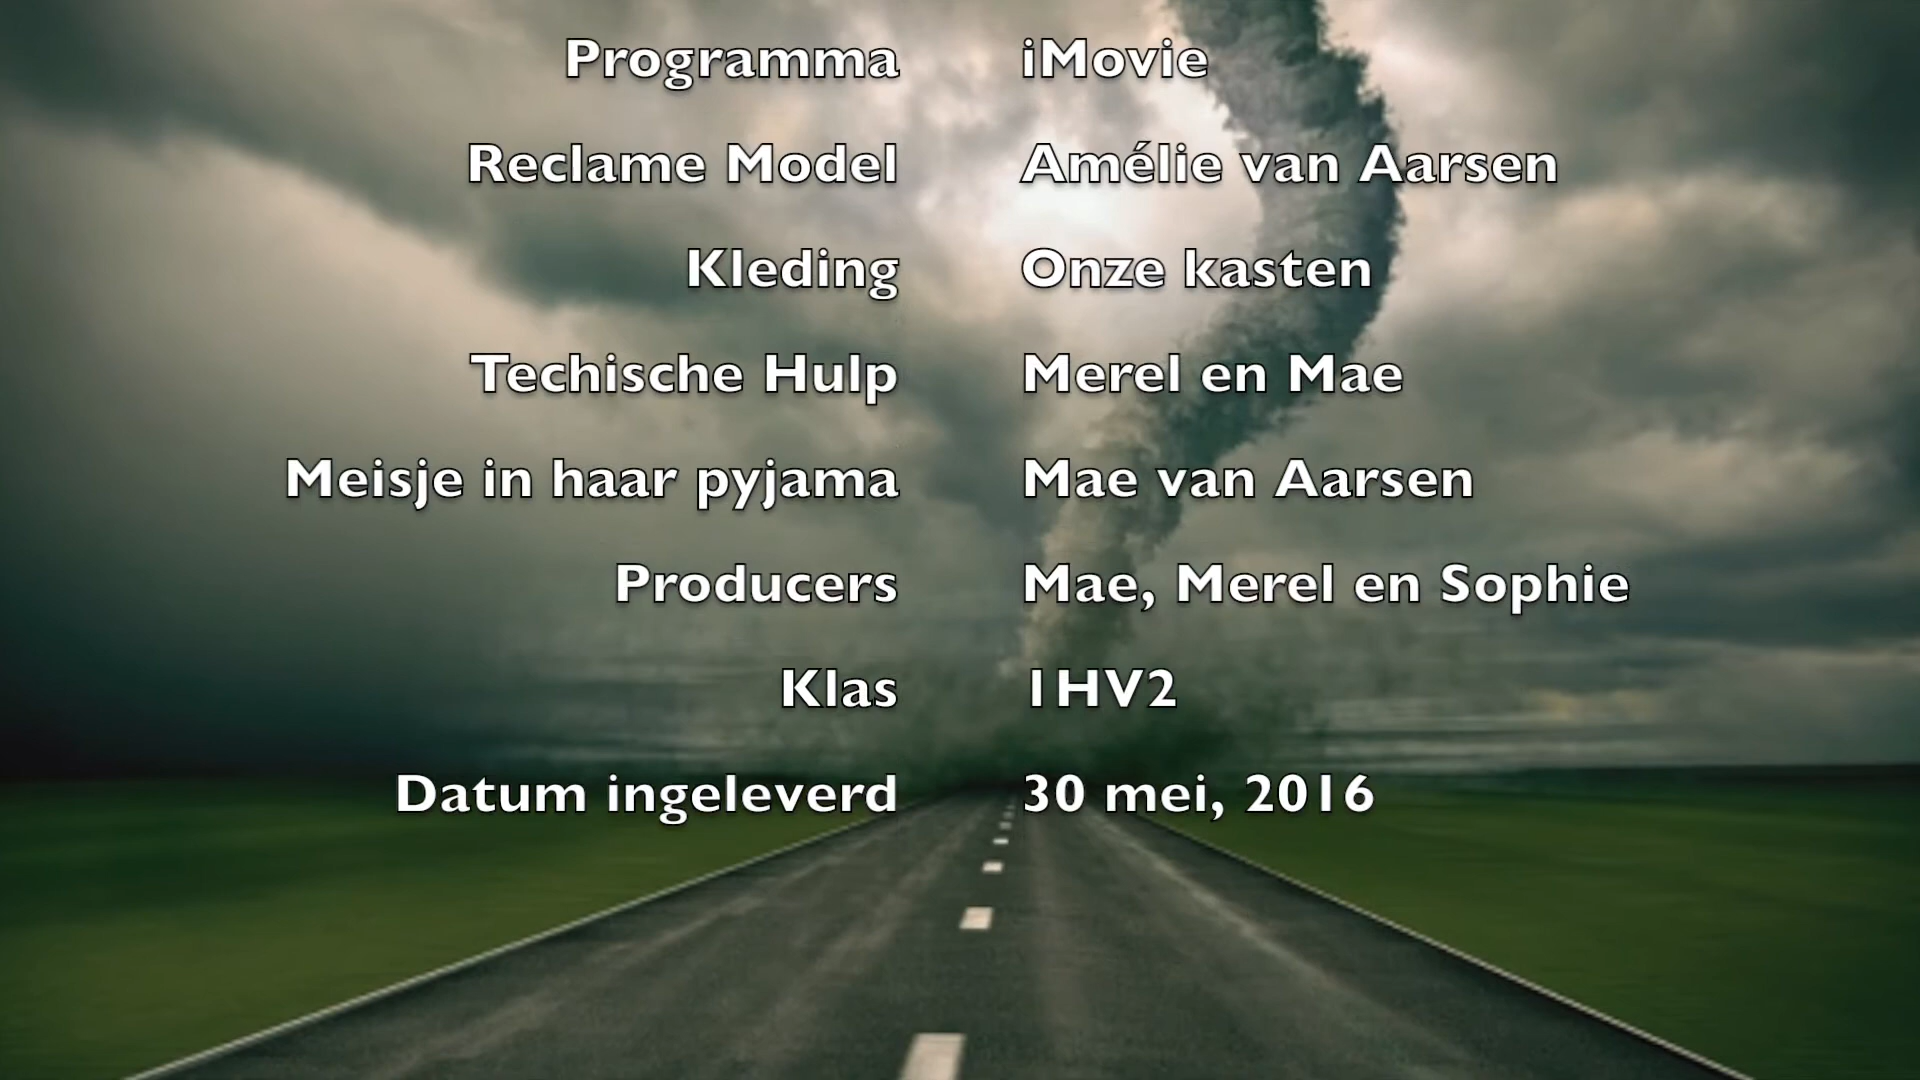 Programma iMovie
Reclame Model Amélie van Aarsen
Kleding Onze kasten
Techische Hulp Merel en Mae
Meisje in haar pyjama Mae van Aarsen
Producers Mae, Merel en Sophie
Klas 1HV2
Datum ingeleverd 30 mei, 2016